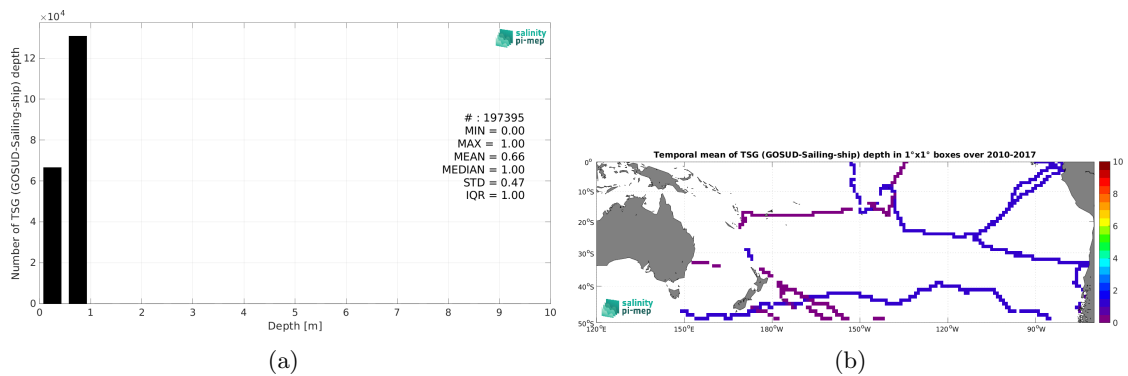 ×10⁴
12
10
8
6
4
2
0
Number of TSG (GOSUD-Sailing-ship) depth
0 1 2 3 4 5 6 7 8 9 10
Depth [m]
salinity
pi-mep
# : 197395
MIN = 0.00
MAX = 1.00
MEAN = 0.66
MEDIAN = 1.00
STD = 0.47
IQR = 1.00
(a)
Temporal mean of TSG (GOSUD-Sailing-ship) depth in 1°x1° boxes over 2010-2017
0°
10°S
20°S
30°S
40°S
50°S
120°E 150°E 180°W 150°W 120°W 90°W
salinity
pi-mep
10
8
6
4
2
0
(b)